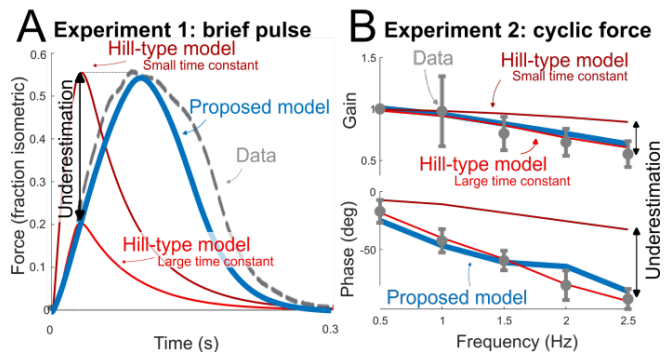 A Experiment 1: brief pulse
Force (fraction isometric)
0.6
0.5
0.4
0.3
0.2
0.1
0
0
0.3
Time (s)
Underestimation
Hill-type model
Small time constant
Proposed model
Data
Hill-type model
Large time constant
B Experiment 2: cyclic force
Gain
1.5
1
0.5
Data
Hill-type model
Small time constant
Hill-type model
Large time constant
Phase (deg)
0
-50
Proposed model
Underestimation
0.5
1
1.5
2
2.5
Frequency (Hz)